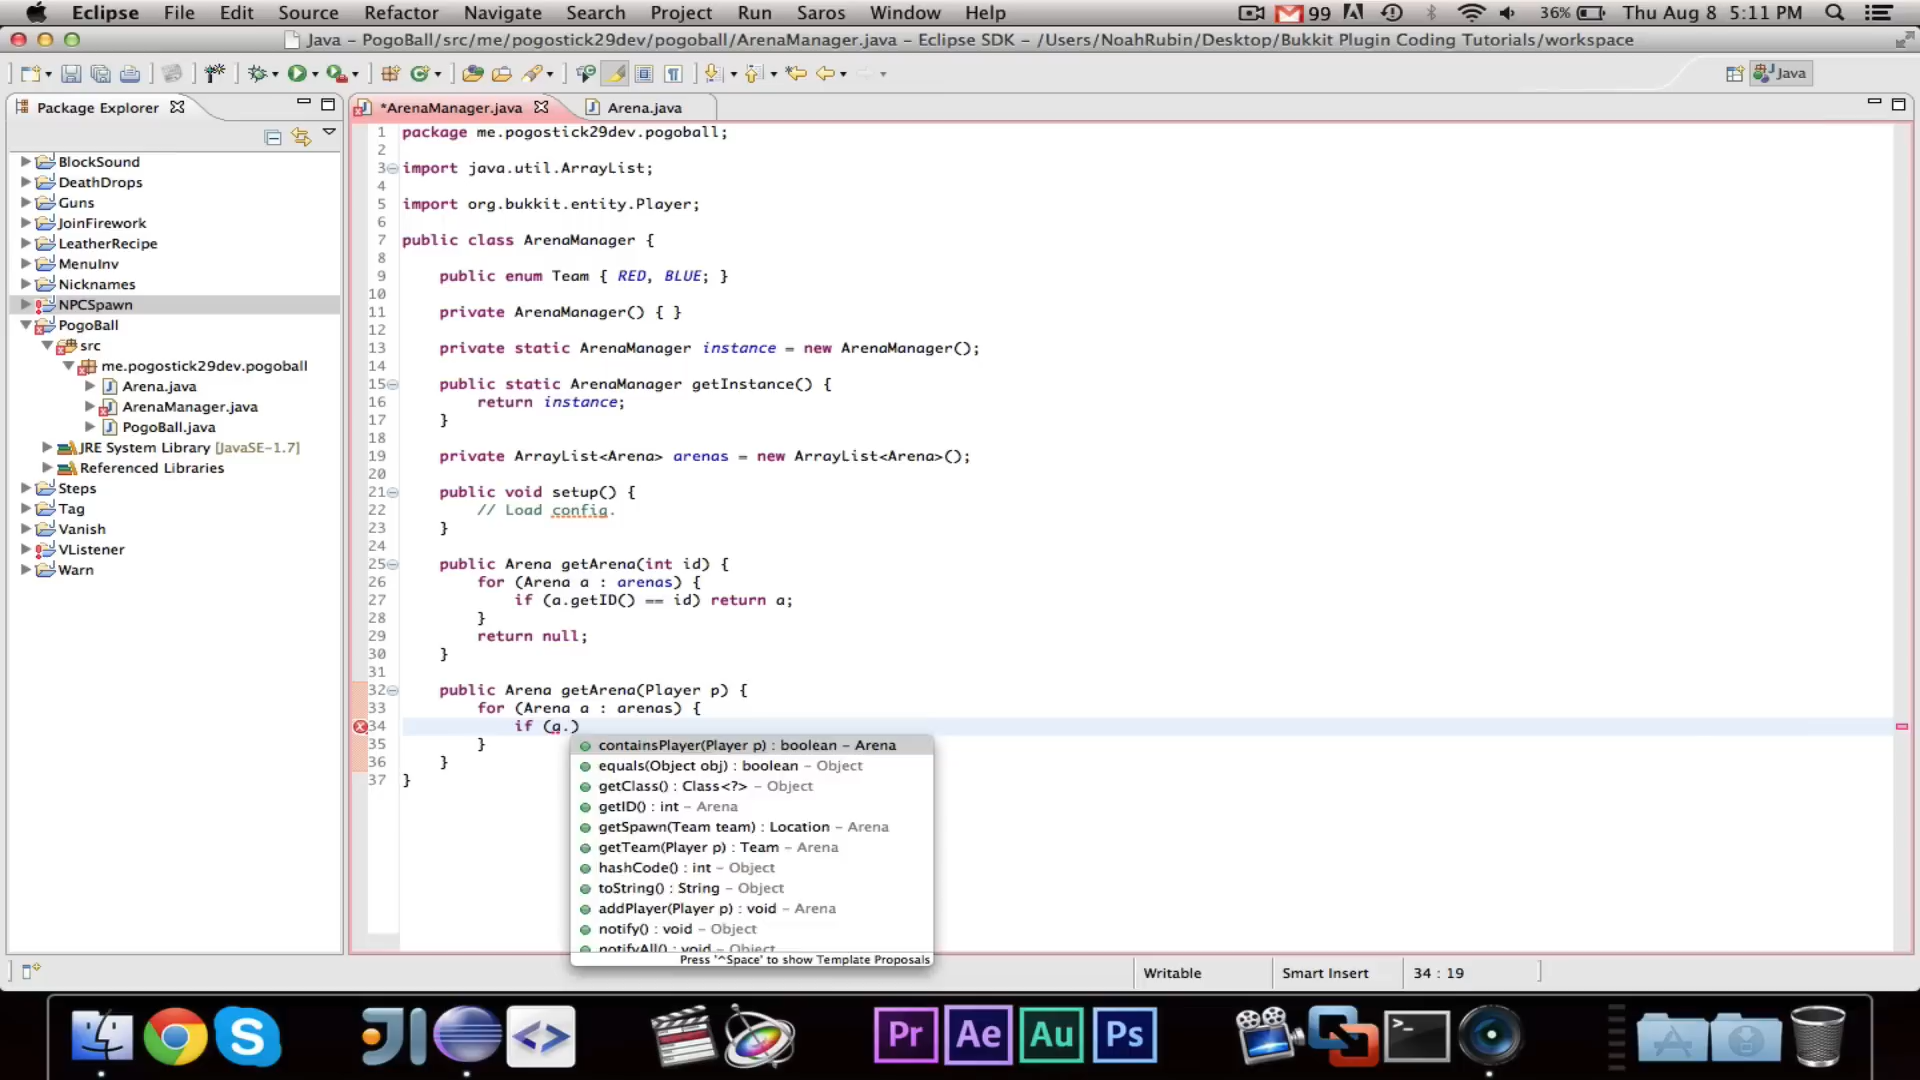 Eclipse File Edit Source Refactor Navigate Search Project Run Saros Window Help 99 36% Thu Aug 8 5:11 PM
Java – PogoBall/src/me/pogostick29dev/pogoball/ArenaManager.java – Eclipse SDK – /Users/NoahRubin/Desktop/Bukkit Plugin Coding Tutorials/workspace
Java
Package Explorer
BlockSound
DeathDrops
Guns
JoinFirework
LeatherRecipe
MenuInv
Nicknames
NPCSpawn
PogoBall
src
me.pogostick29dev.pogoball
Arena.java
ArenaManager.java
PogoBall.java
JRE System Library [JavaSE-1.7]
Referenced Libraries
Steps
Tag
Vanish
VListener
Warn
*ArenaManager.java Arena.java
1 package me.pogostick29dev.pogoball;
2
3 import java.util.ArrayList;
4
5 import org.bukkit.entity.Player;
6
7 public class ArenaManager {
8
9 public enum Team { RED, BLUE; }
10
11 private ArenaManager() { }
12
13 private static ArenaManager instance = new ArenaManager();
14
15 public static ArenaManager getInstance() {
16 return instance;
17 }
18
19 private ArrayList<Arena> arenas = new ArrayList<Arena>();
20
21 public void setup() {
22 // Load config.
23 }
24
25 public Arena getArena(int id) {
26 for (Arena a : arenas) {
27 if (a.getID() == id) return a;
28 }
29 return null;
30 }
31
32 public Arena getArena(Player p) {
33 for (Arena a : arenas) {
34 if (a.)
35 }
36 }
37 }
containsPlayer(Player p) : boolean – Arena
equals(Object obj) : boolean – Object
getClass() : Class<?> – Object
getID() : int – Arena
getSpawn(Team team) : Location – Arena
getTeam(Player p) : Team – Arena
hashCode() : int – Object
toString() : String – Object
addPlayer(Player p) : void – Arena
notify() : void – Object
notifyAll() : void – Object
Press '^Space' to show Template Proposals
Writable Smart Insert 34 : 19
S JI Pr Ae Au Ps